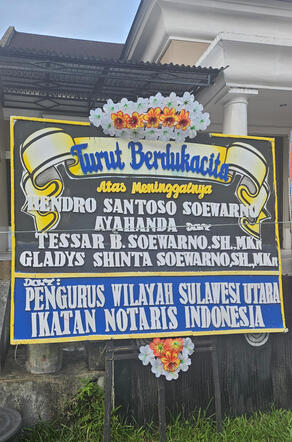 Turut Berdukacita
Atas Meninggalnya
HENDRO SANTOSO SOEWARNO
AYAHANDA Dari
TESSAR B. SOEWARNO.SH,MKn
GLADYS SHINTA SOEWARNO,SH,MKn
Dari:
PENGURUS WILAYAH SULAWESI UTARA
IKATAN NOTARIS INDONESIA